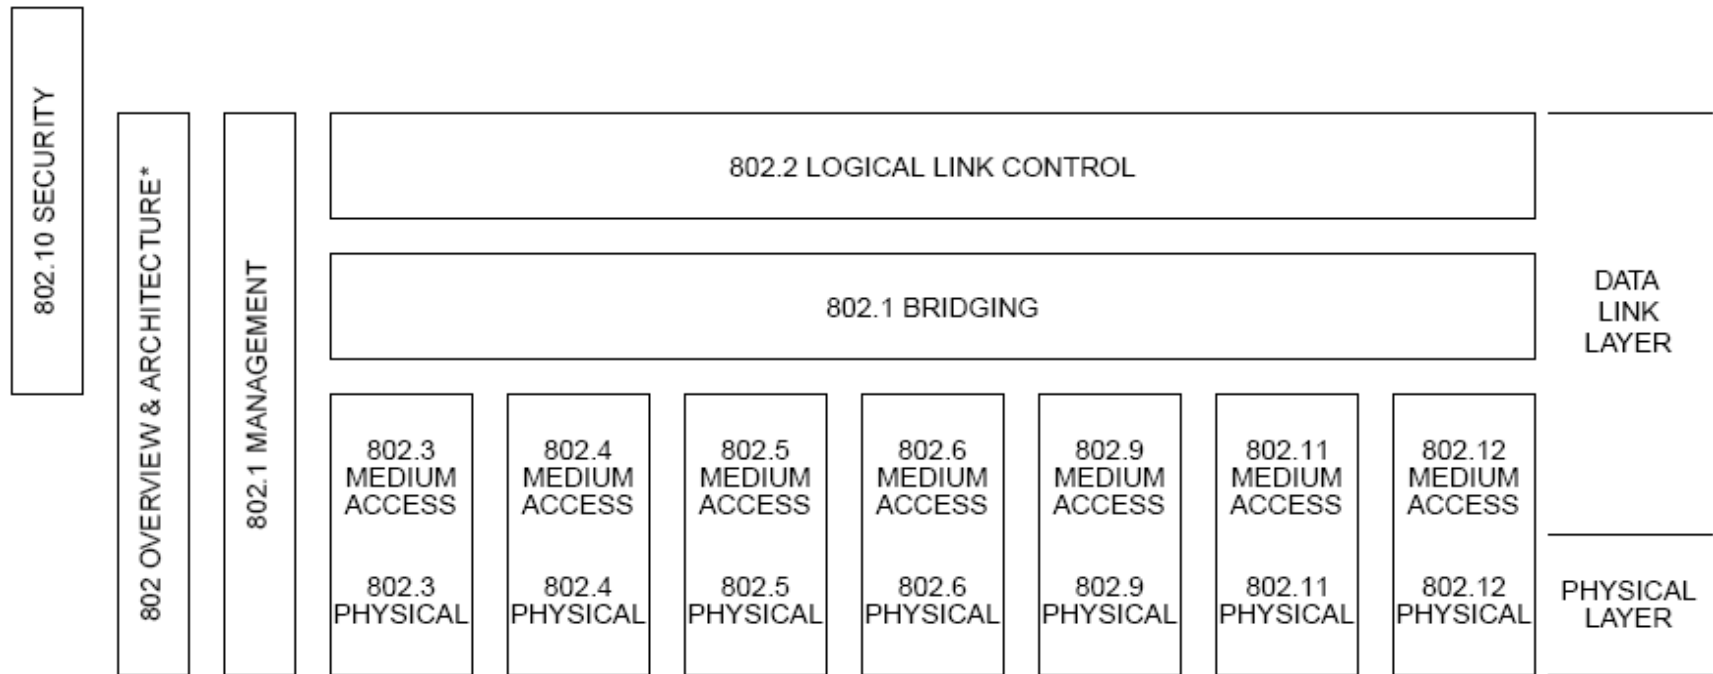 802.10 SECURITY
802 OVERVIEW & ARCHITECTURE*
802.1 MANAGEMENT
802.2 LOGICAL LINK CONTROL
802.1 BRIDGING
802.3
MEDIUM
ACCESS
802.3
PHYSICAL
802.4
MEDIUM
ACCESS
802.4
PHYSICAL
802.5
MEDIUM
ACCESS
802.5
PHYSICAL
802.6
MEDIUM
ACCESS
802.6
PHYSICAL
802.9
MEDIUM
ACCESS
802.9
PHYSICAL
802.11
MEDIUM
ACCESS
802.11
PHYSICAL
802.12
MEDIUM
ACCESS
802.12
PHYSICAL
DATA
LINK
LAYER
PHYSICAL
LAYER